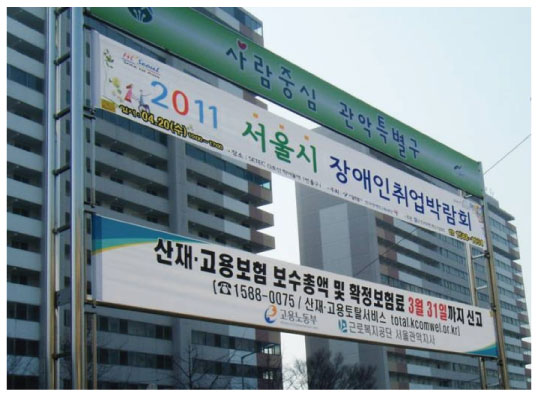 사람중심 관악특별구
2011 서울시 장애인취업박람회
04.20(수)
산재·고용보험 보수총액 및 확정보험료 3월 31일까지 신고
(☎1588-0075 / 산재·고용토탈서비스 total.kcomwel.or.kr)
고용노동부 근로복지공단 서울관악지사